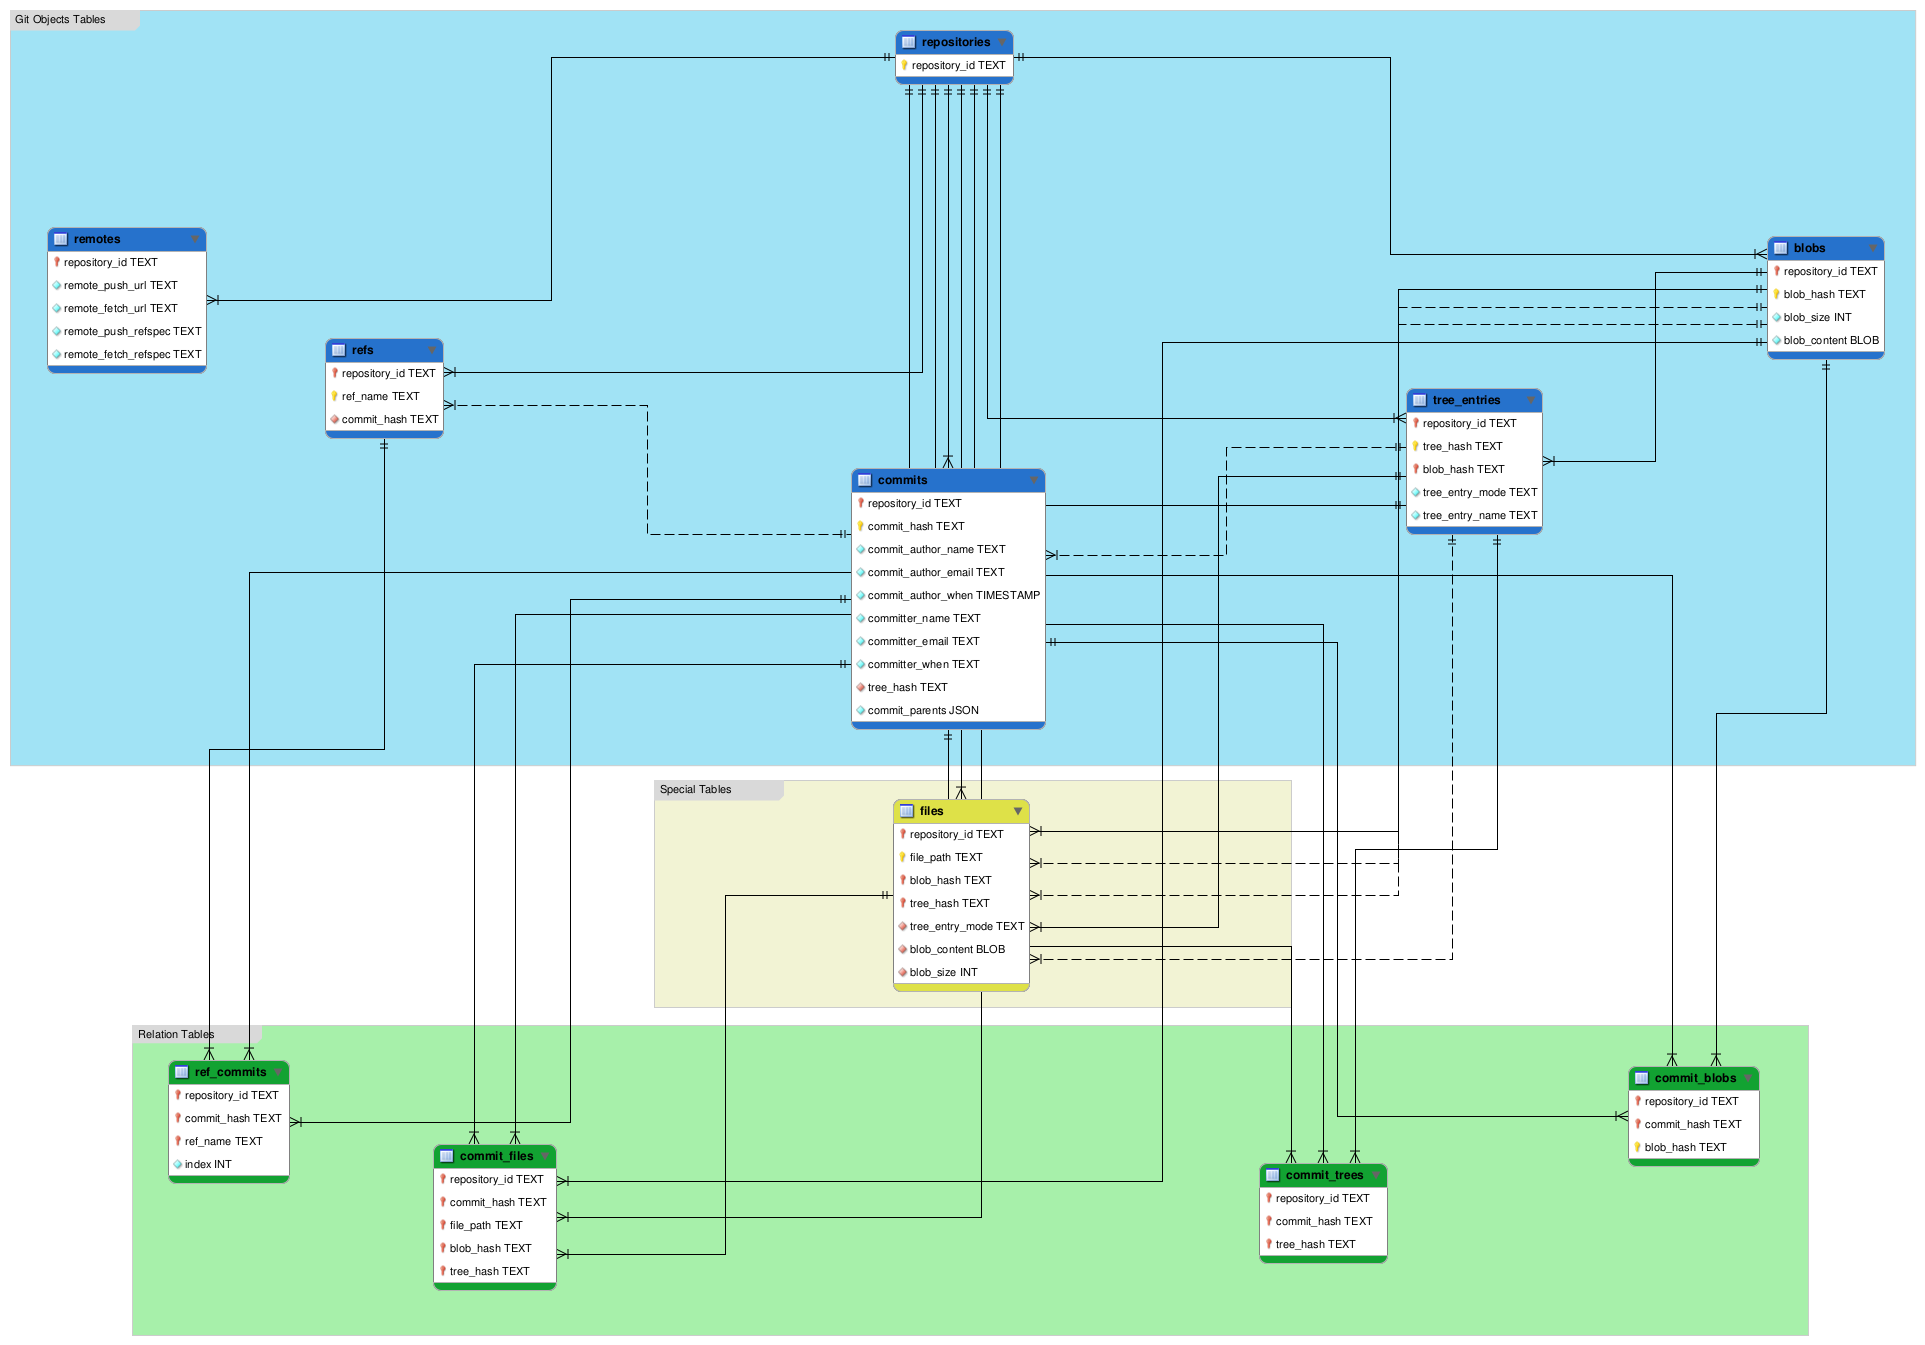 Git Objects Tables
repositories
repository_id TEXT
remotes
repository_id TEXT
remote_push_url TEXT
remote_fetch_url TEXT
remote_push_refspec TEXT
remote_fetch_refspec TEXT
blobs
repository_id TEXT
blob_hash TEXT
blob_size INT
blob_content BLOB
refs
repository_id TEXT
ref_name TEXT
commit_hash TEXT
tree_entries
repository_id TEXT
tree_hash TEXT
blob_hash TEXT
tree_entry_mode TEXT
tree_entry_name TEXT
commits
repository_id TEXT
commit_hash TEXT
commit_author_name TEXT
commit_author_email TEXT
commit_author_when TIMESTAMP
committer_name TEXT
committer_email TEXT
committer_when TEXT
tree_hash TEXT
commit_parents JSON
Special Tables
files
repository_id TEXT
file_path TEXT
blob_hash TEXT
tree_hash TEXT
tree_entry_mode TEXT
blob_content BLOB
blob_size INT
Relation Tables
ref_commits
repository_id TEXT
commit_hash TEXT
ref_name TEXT
index INT
commit_files
repository_id TEXT
commit_hash TEXT
file_path TEXT
blob_hash TEXT
tree_hash TEXT
commit_trees
repository_id TEXT
commit_hash TEXT
tree_hash TEXT
commit_blobs
repository_id TEXT
commit_hash TEXT
blob_hash TEXT